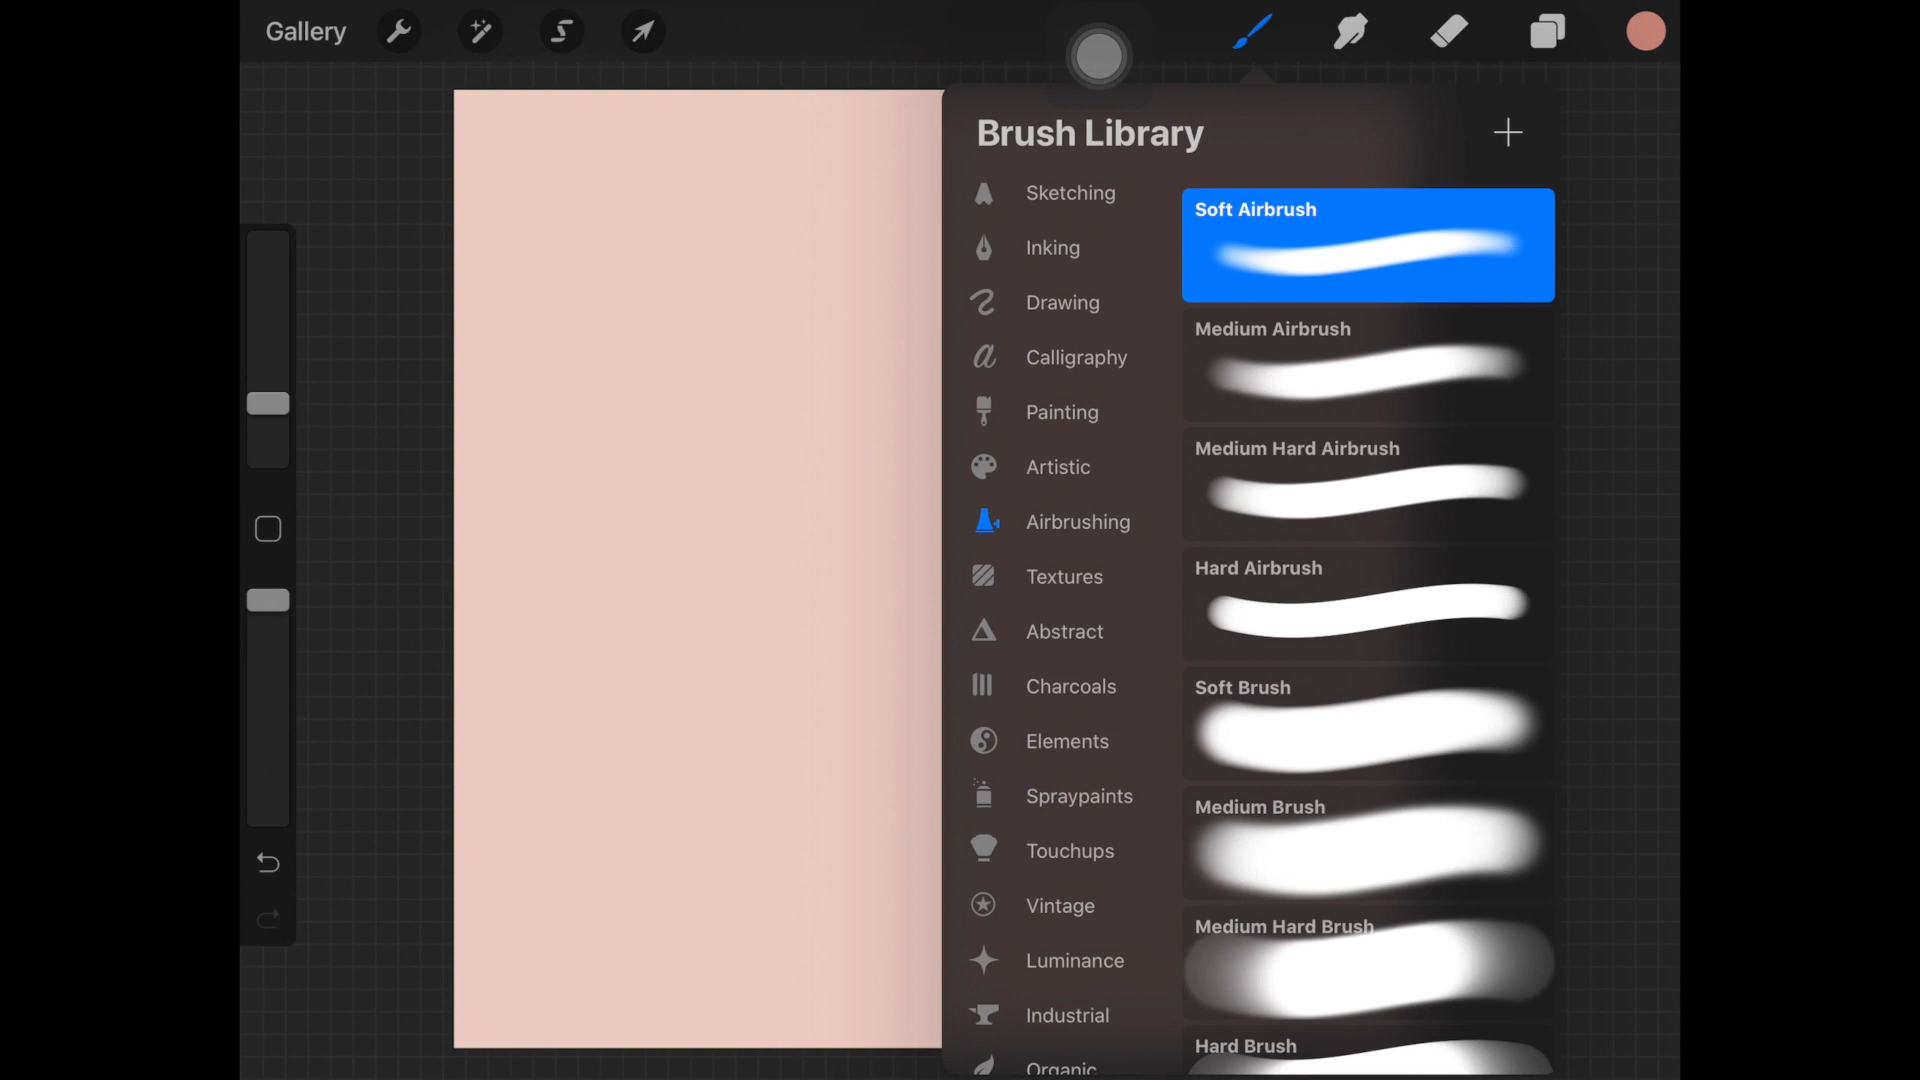 Gallery
Brush Library
Sketching
Inking
Drawing
Calligraphy
Painting
Artistic
Airbrushing
Textures
Abstract
Charcoals
Elements
Spraypaints
Touchups
Vintage
Luminance
Industrial
Organic
Soft Airbrush
Medium Airbrush
Medium Hard Airbrush
Hard Airbrush
Soft Brush
Medium Brush
Medium Hard Brush
Hard Brush